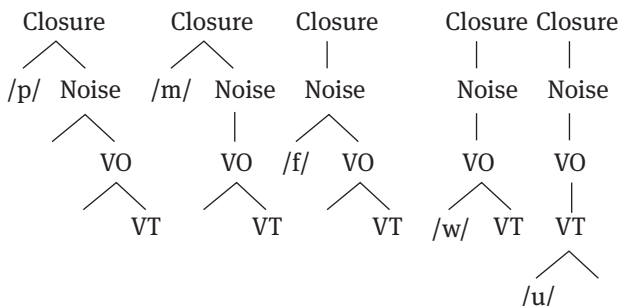 Closure Closure Closure Closure Closure
/p/ Noise /m/ Noise Noise Noise Noise
VO VO /f/ VO VO VO
VT VT VT /w/ VT VT
/u/